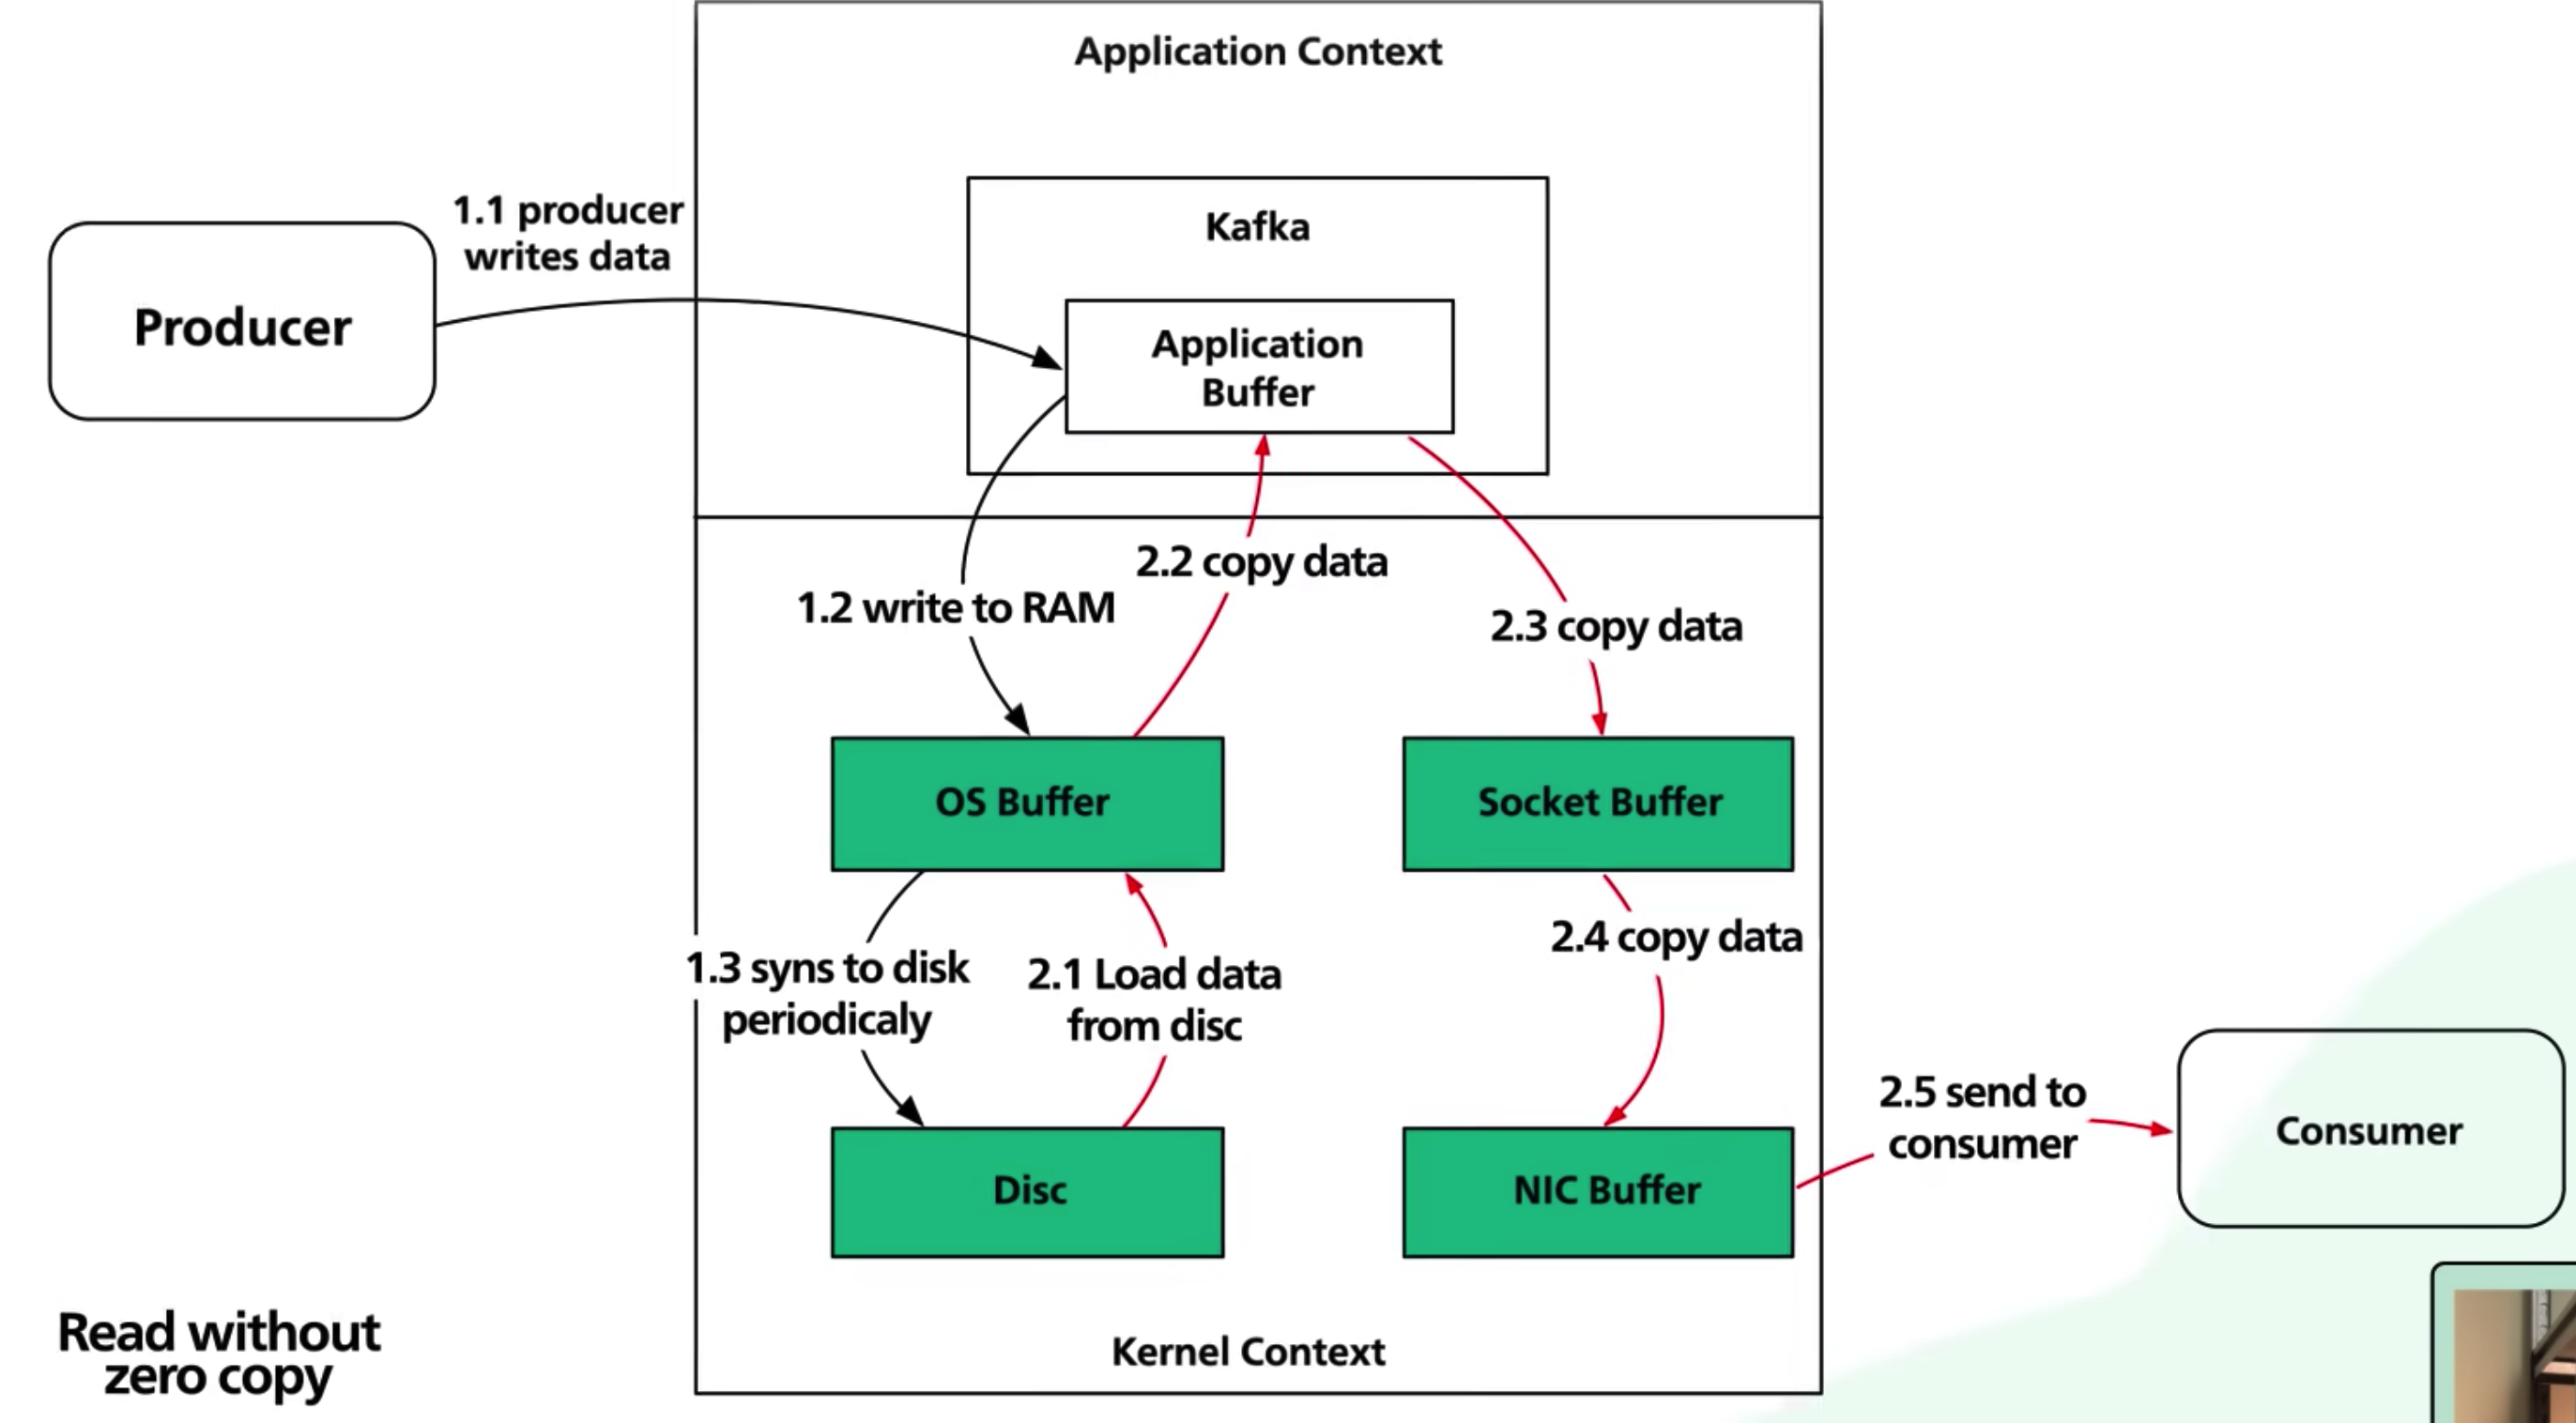 Application Context
1.1 producer
writes data
Kafka
Producer
Application
Buffer
2.2 copy data
1.2 write to RAM
2.3 copy data
OS Buffer
Socket Buffer
2.4 copy data
1.3 syns to disk
periodicaly
2.1 Load data
from disc
2.5 send to
consumer
Consumer
Disc
NIC Buffer
Read without
zero copy
Kernel Context